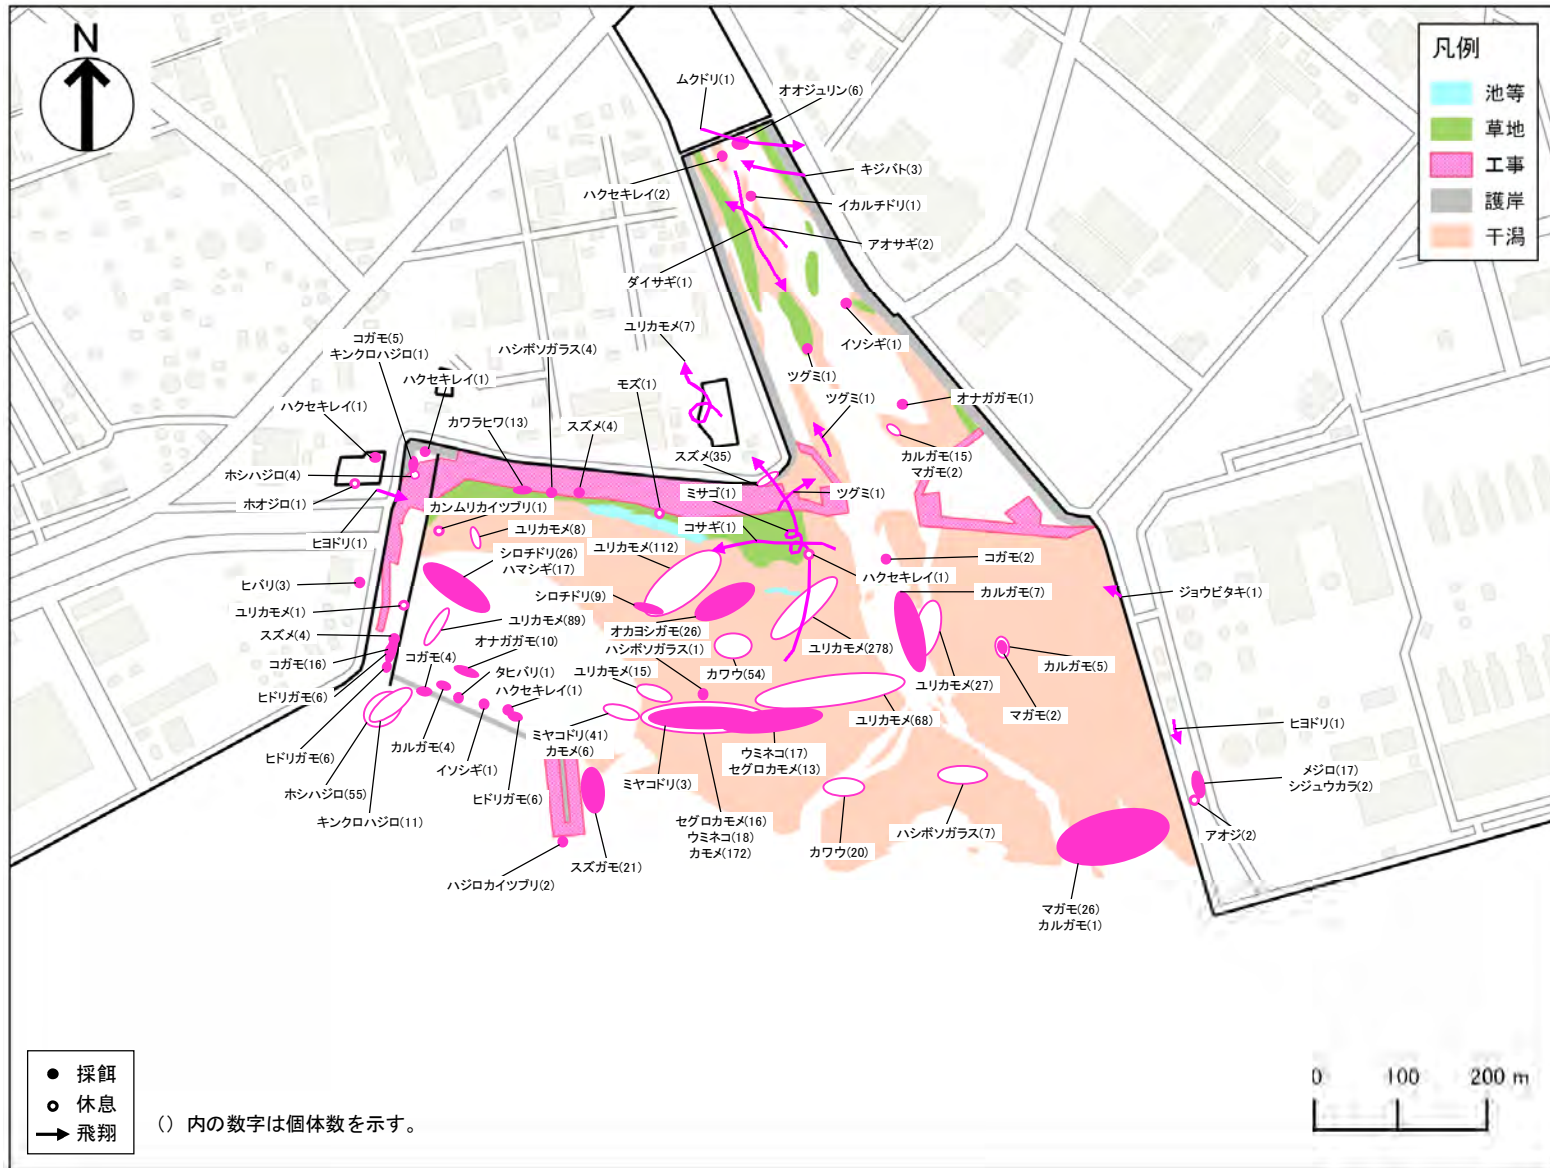 N
凡例
池等
草地
工事
護岸
干潟
ムクドリ(1)
オオジュリン(6)
キジバト(3)
ハクセキレイ(2)
イカルチドリ(1)
アオサギ(2)
ダイサギ(1)
ユリカモメ(7)
イソシギ(1)
コガモ(5)
キンクロハジロ(1)
ハシボソガラス(4)
ハクセキレイ(1)
モズ(1)
ツグミ(1)
ツグミ(1)
オナガガモ(1)
ハクセキレイ(1)
カワラヒワ(13)
スズメ(4)
スズメ(35)
カルガモ(15)
マガモ(2)
ホシハジロ(4)
ミサゴ(1)
ツグミ(1)
ホオジロ(1)
カンムリカイツブリ(1)
コサギ(1)
ユリカモメ(8)
ヒヨドリ(1)
シロチドリ(26)
ハマシギ(17)
ユリカモメ(112)
コガモ(2)
ハクセキレイ(1)
ヒバリ(3)
シロチドリ(9)
カルガモ(7)
ジョウビタキ(1)
ユリカモメ(1)
ユリカモメ(89)
オカヨシガモ(26)
スズメ(4)
オナガガモ(10)
ハシボソガラス(1)
ユリカモメ(278)
コガモ(16)
コガモ(4)
タヒバリ(1)
ユリカモメ(15)
カワウ(54)
カルガモ(5)
ヒドリガモ(6)
ハクセキレイ(1)
ユリカモメ(27)
マガモ(2)
ユリカモメ(68)
ヒヨドリ(1)
ヒドリガモ(6)
カルガモ(4)
ミヤコドリ(41)
カモメ(6)
ウミネコ(17)
セグロカモメ(13)
イソシギ(1)
メジロ(17)
シジュウカラ(2)
ホシハジロ(55)
ヒドリガモ(6)
ミヤコドリ(3)
キンクロハジロ(11)
セグロカモメ(16)
ウミネコ(18)
カモメ(172)
ハシボソガラス(7)
アオジ(2)
カワウ(20)
スズガモ(21)
ハジロカイツブリ(2)
マガモ(26)
カルガモ(1)
採餌
休息
飛翔
（）内の数字は個体数を示す。
0 100 200 m